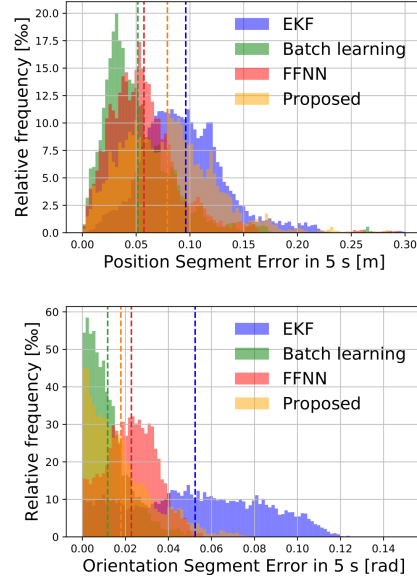 20.0
17.5
15.0
12.5
10.0
7.5
5.0
2.5
0.0
Relative frequency [‰]
EKF
Batch learning
FFNN
Proposed
0.00 0.05 0.10 0.15 0.20 0.25 0.30
Position Segment Error in 5 s [m]
60
50
40
30
20
10
0
Relative frequency [‰]
EKF
Batch learning
FFNN
Proposed
0.00 0.02 0.04 0.06 0.08 0.10 0.12 0.14
Orientation Segment Error in 5 s [rad]